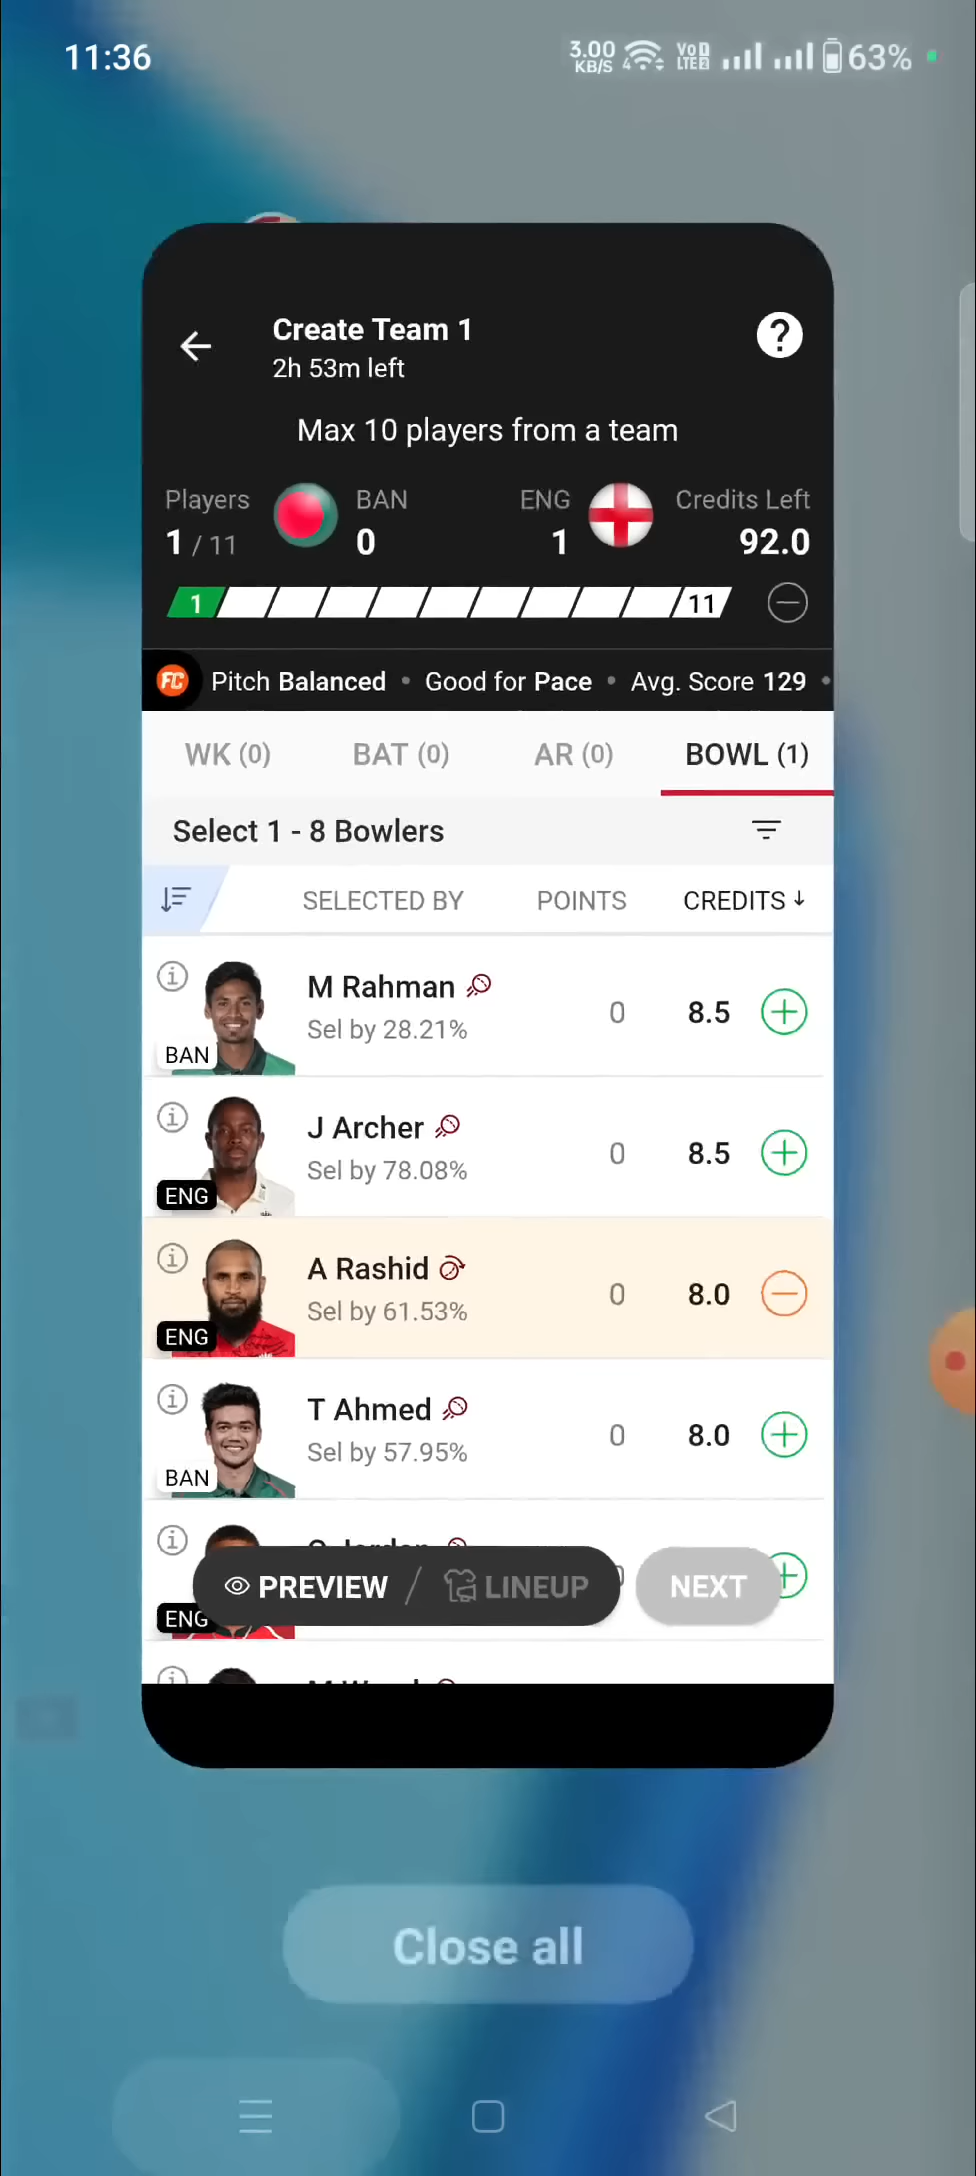 11:36
3.00 KB/S
4
VoLTE 2
63%
Create Team 1
2h 53m left
?
Max 10 players from a team
Players BAN ENG Credits Left
1 / 11 0 1 92.0
1 11
FC Pitch Balanced • Good for Pace • Avg. Score 129 •
WK (0) BAT (0) AR (0) BOWL (1)
Select 1 - 8 Bowlers
SELECTED BY POINTS CREDITS ↓
M Rahman
Sel by 28.21% 0 8.5
BAN
J Archer
Sel by 78.08% 0 8.5
ENG
A Rashid
Sel by 61.53% 0 8.0
ENG
T Ahmed
Sel by 57.95% 0 8.0
BAN
PREVIEW / LINEUP NEXT
ENG
Close all